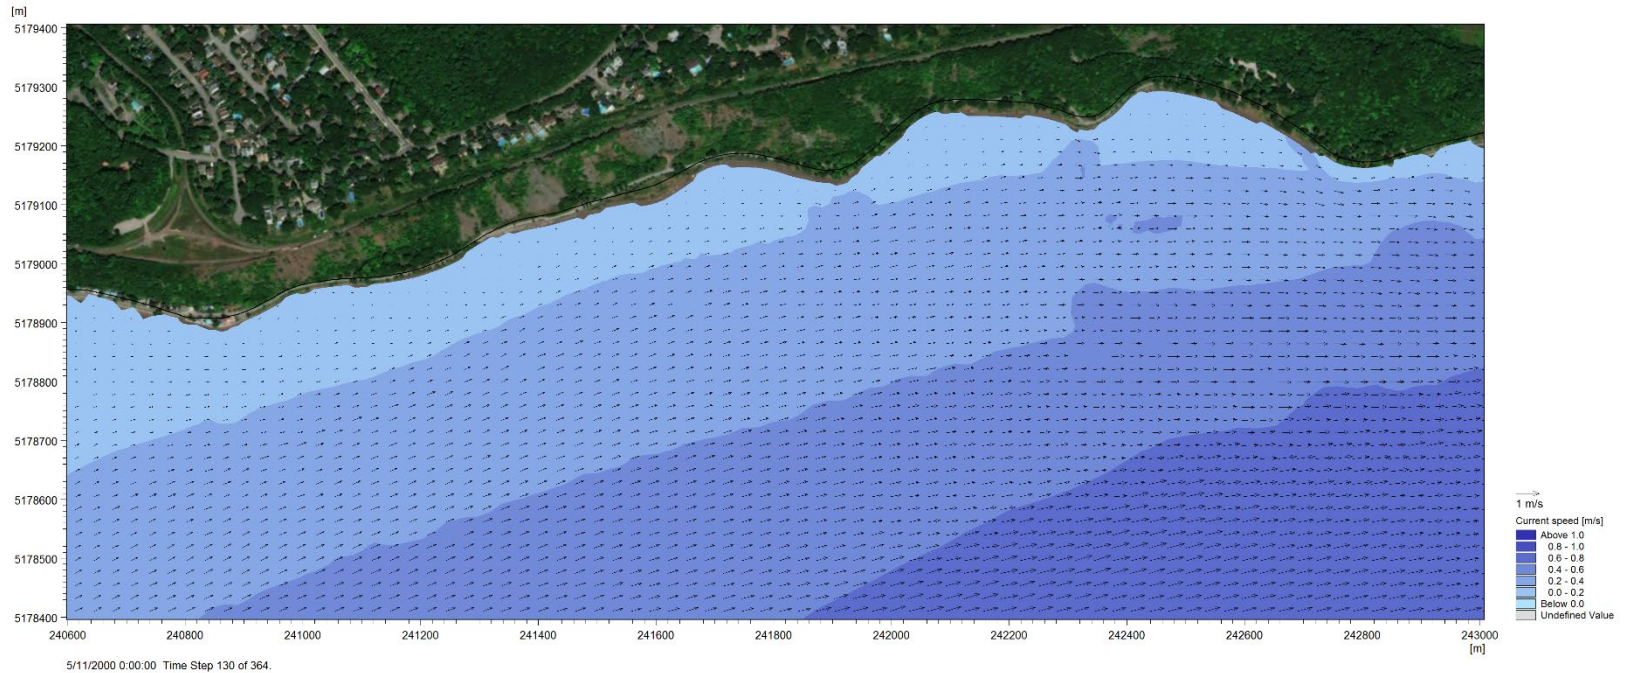 [m]
5179400
5179300
5179200
5179100
5179000
5178900
5178800
5178700
5178600
5178500
5178400
240600 240800 241000 241200 241400 241600 241800 242000 242200 242400 242600 242800 243000
[m]
5/11/2000 0:00:00 Time Step 130 of 364.
1 m/s
Current speed [m/s]
Above 1.0
0.8 - 1.0
0.6 - 0.8
0.4 - 0.6
0.2 - 0.4
0.0 - 0.2
Below 0.0
Undefined Value